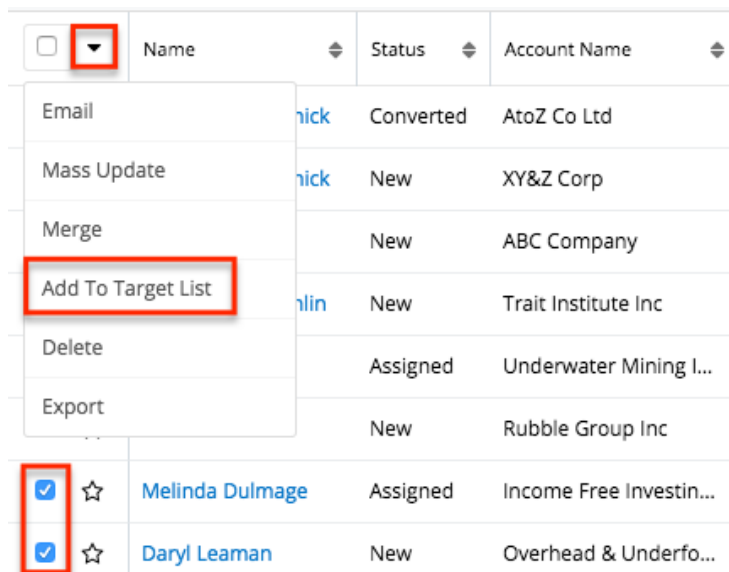 Name Status Account Name
Email
nick Converted AtoZ Co Ltd
Mass Update
nick New XY&Z Corp
Merge
New ABC Company
Add To Target List
nlin New Trait Institute Inc
Delete
Assigned Underwater Mining I...
Export
New Rubble Group Inc
Melinda Dulmage Assigned Income Free Investin...
Daryl Leaman New Overhead & Underfo...